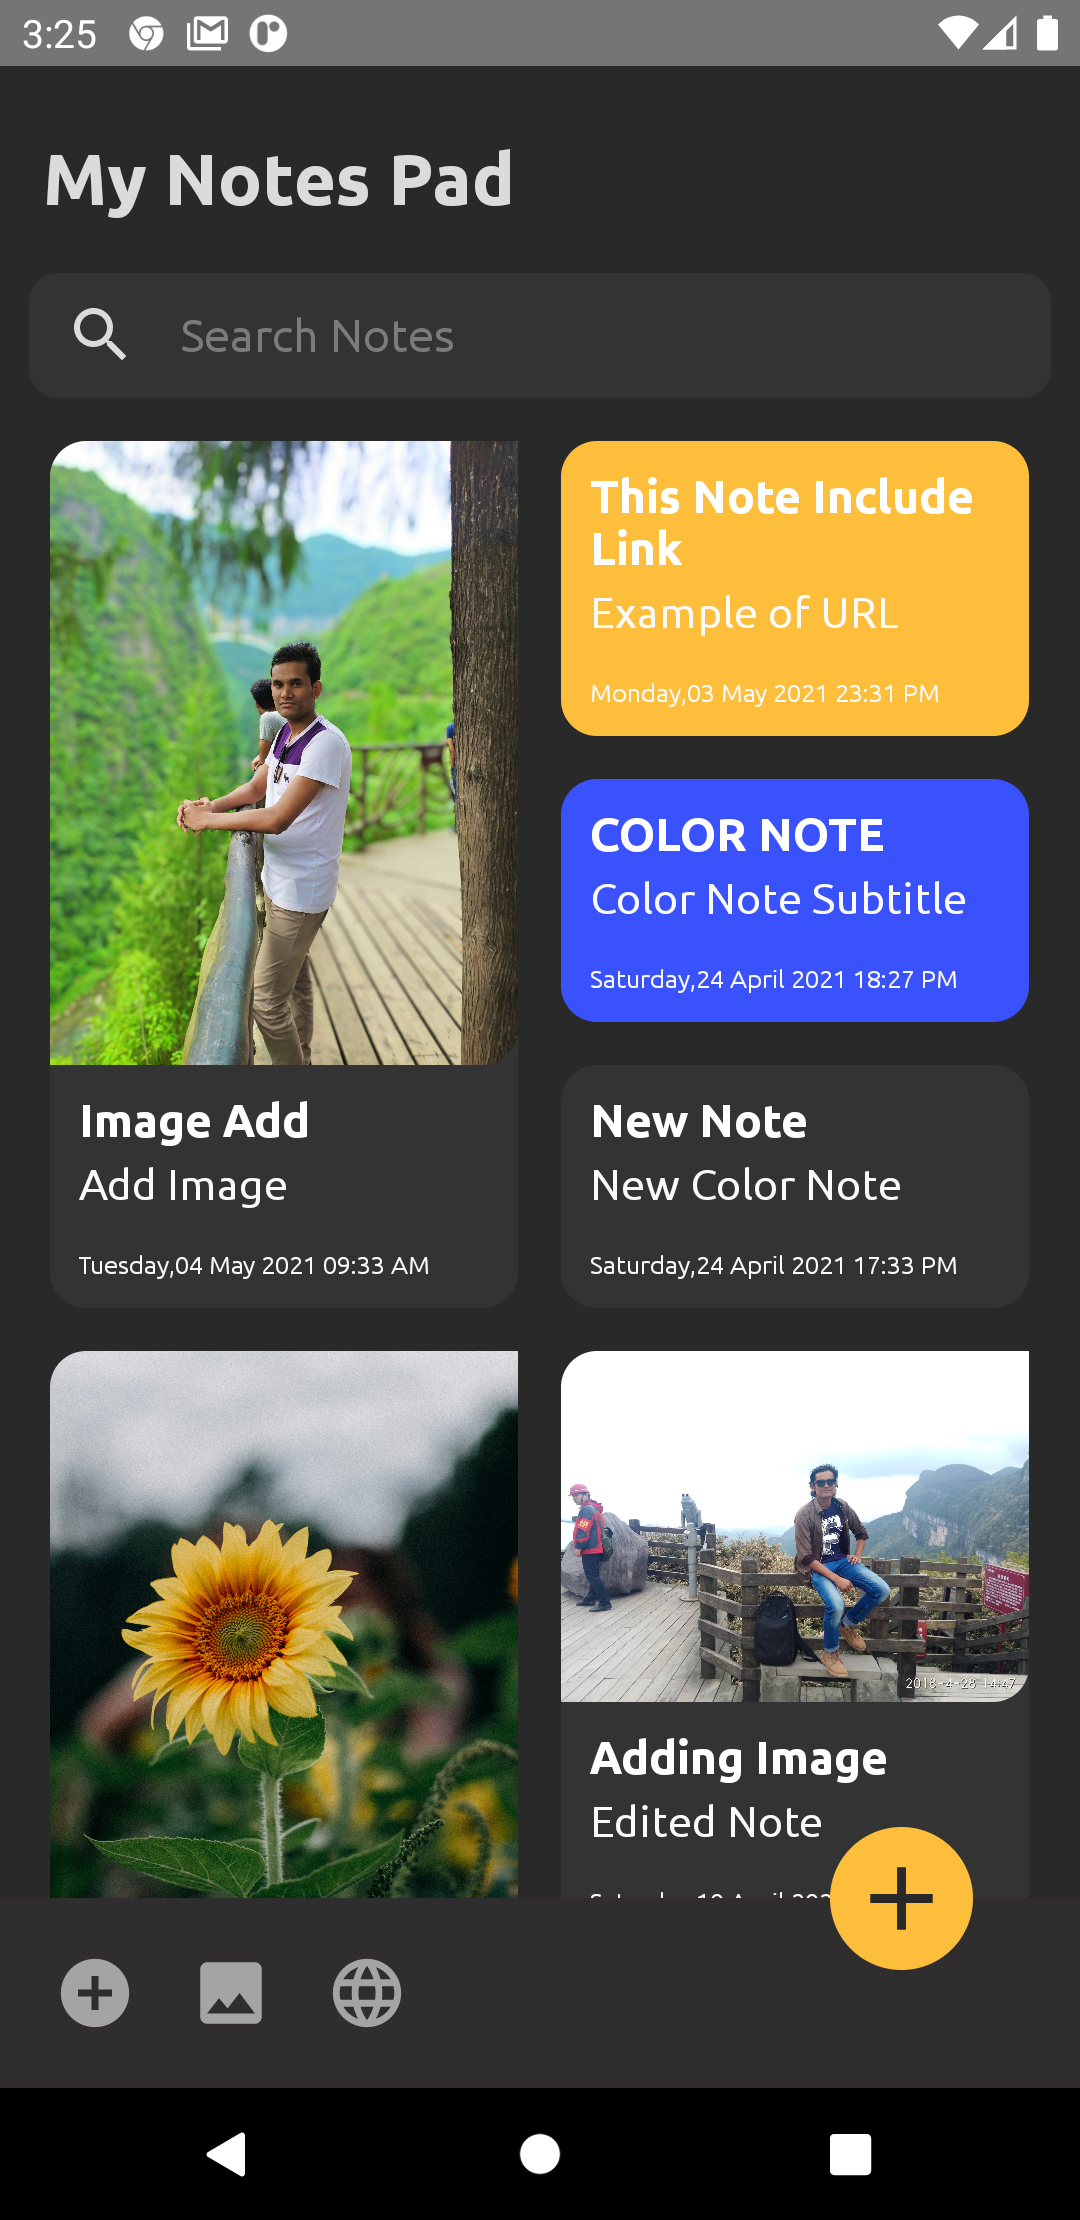 3:25
My Notes Pad
Search Notes
This Note Include
Link
Example of URL
Monday,03 May 2021 23:31 PM
COLOR NOTE
Color Note Subtitle
Saturday,24 April 2021 18:27 PM
Image Add
Add Image
Tuesday,04 May 2021 09:33 AM
New Note
New Color Note
Saturday,24 April 2021 17:33 PM
2018-4-28 14:47
Adding Image
Edited Note